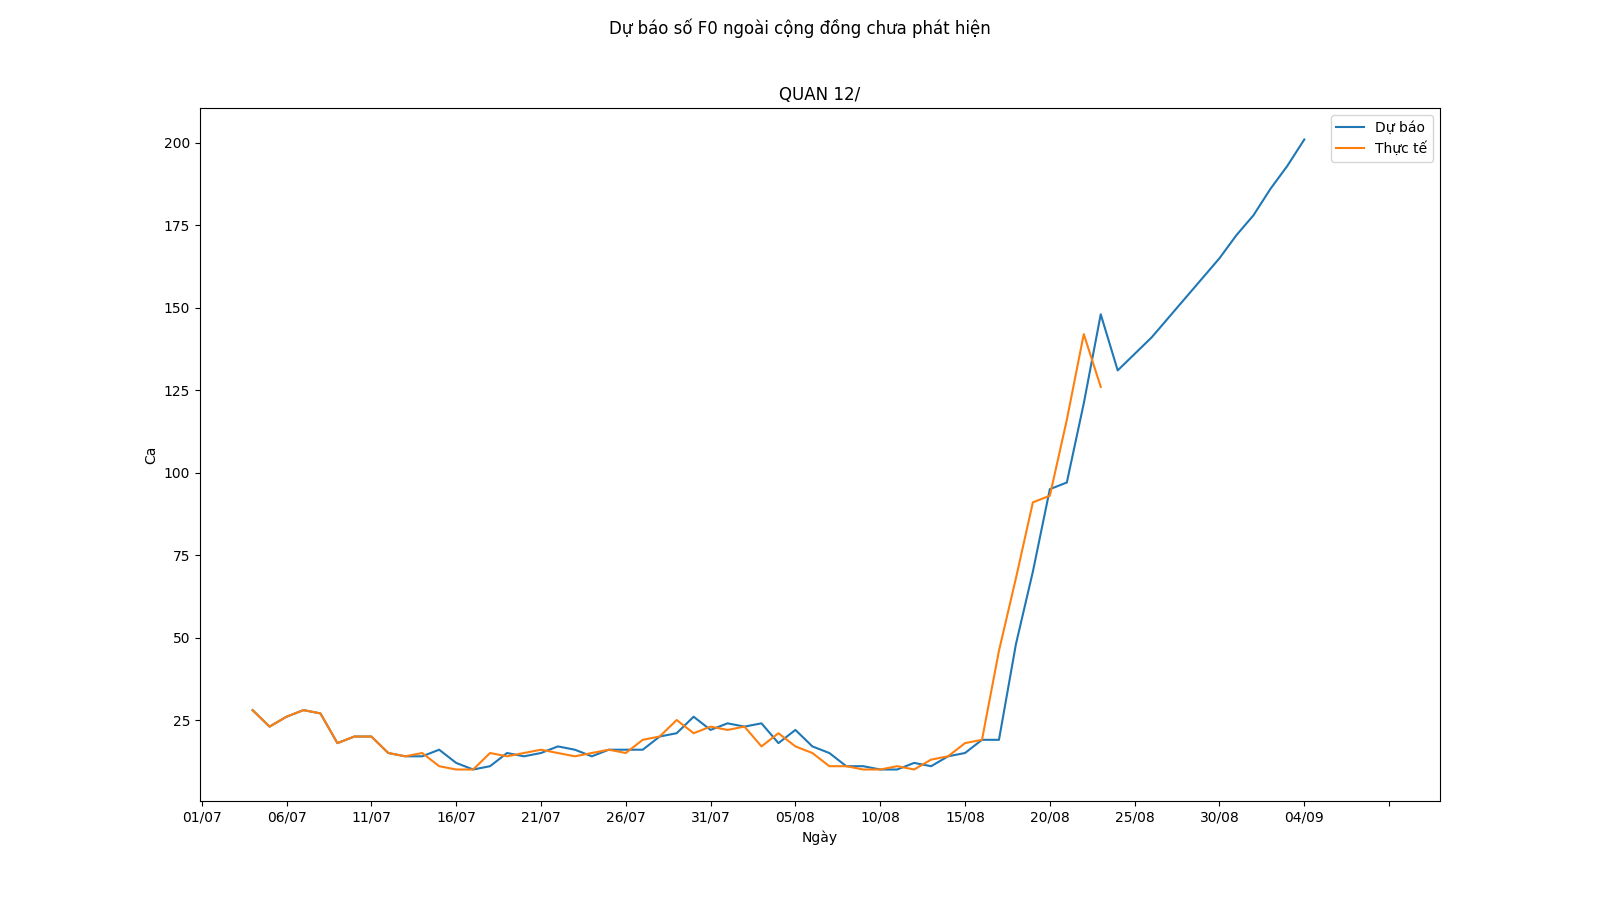 Dự báo số F0 ngoài cộng đồng chưa phát hiện
QUAN 12/
Dự báo
Thực tế
200
175
150
125
100
75
50
25
Ca
01/07 06/07 11/07 16/07 21/07 26/07 31/07 05/08 10/08 15/08 20/08 25/08 30/08 04/09
Ngày